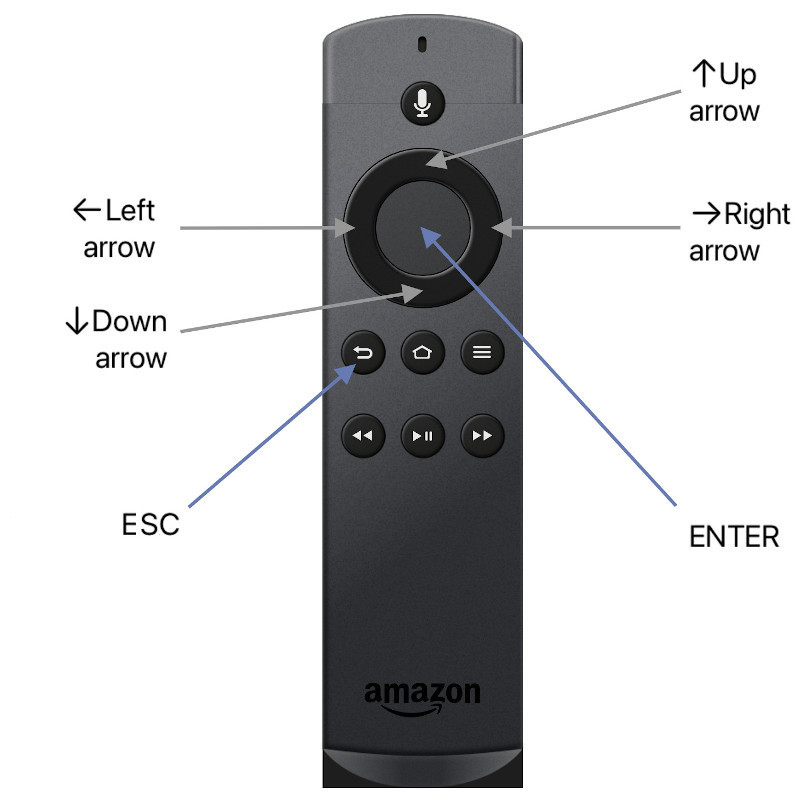 ↑Up
arrow
←Left
arrow
→Right
arrow
↓Down
arrow
ESC
ENTER
amazon